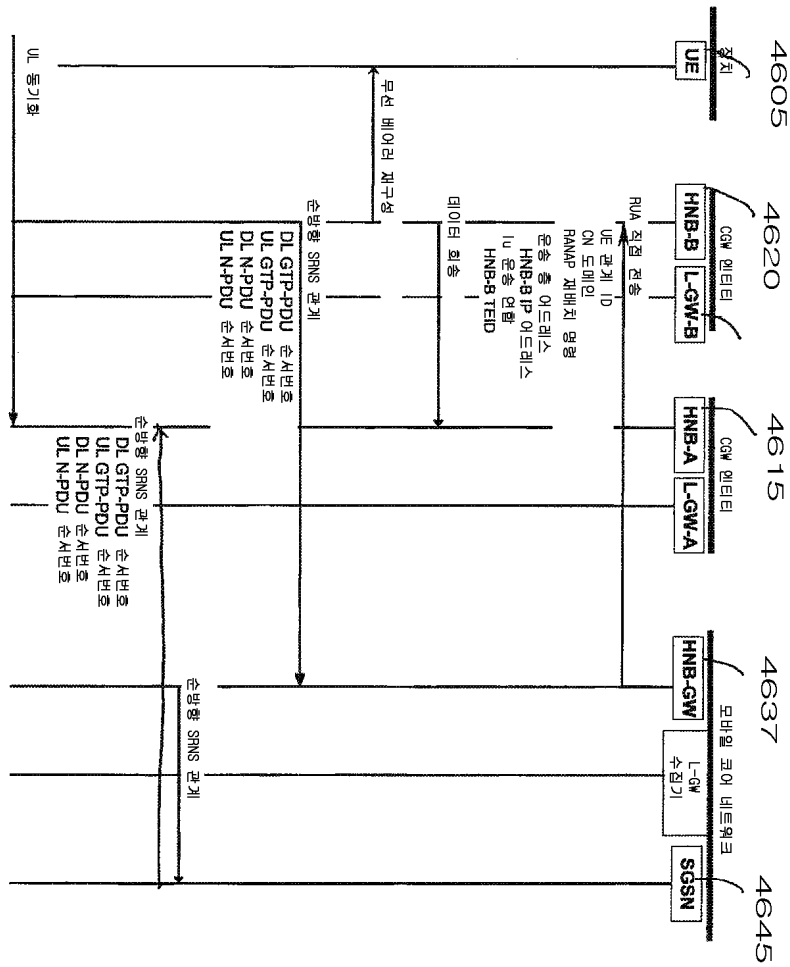 4605
4620
4615
4637
4645
장치
CGW 엔티티
CGW 엔티티
모바일 코어 네트워크
UE
HNB-B
L-GW-B
HNB-A
L-GW-A
HNB-GW
L-GW
수집기
SGSN
RUA 직접 전송
UE 관계 ID
CN 도메인
RANAP 재배치 명령
운송 층 어드레스
HNB-B IP 어드레스
Iu 운송 연합
HNB-B TEID
데이터 회송
무선 베어러 재구성
순방향 SRNS 관계
DL GTP-PDU 순서번호
UL GTP-PDU 순서번호
DL N-PDU 순서번호
UL N-PDU 순서번호
순방향 SRNS 관계
순방향 SRNS 관계
DL GTP-PDU 순서번호
UL GTP-PDU 순서번호
DL N-PDU 순서번호
UL N-PDU 순서번호
UL 동기화